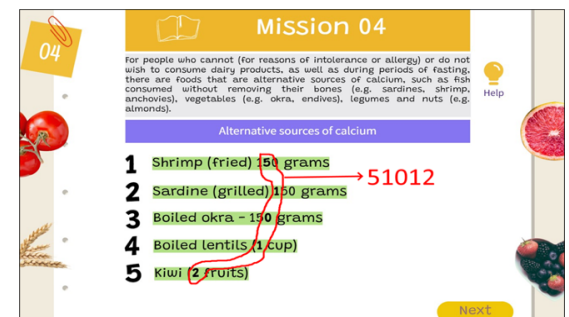 Mission 04
04
For people who cannot (for reasons of intolerance or allergy) or do not
wish to consume dairy products, as well as during periods of fasting,
there are foods that are alternative sources of calcium, such as fish
consumed without removing their bones (e.g. sardines, shrimp,
anchovies), vegetables (e.g. okra, endives), legumes and nuts (e.g.
almonds).
Help
Alternative sources of calcium
1 Shrimp (fried) 150 grams
51012
2 Sardine (grilled) 150 grams
3 Boiled okra - 150 grams
4 Boiled lentils (1 cup)
5 Kiwi (2 fruits)
Next